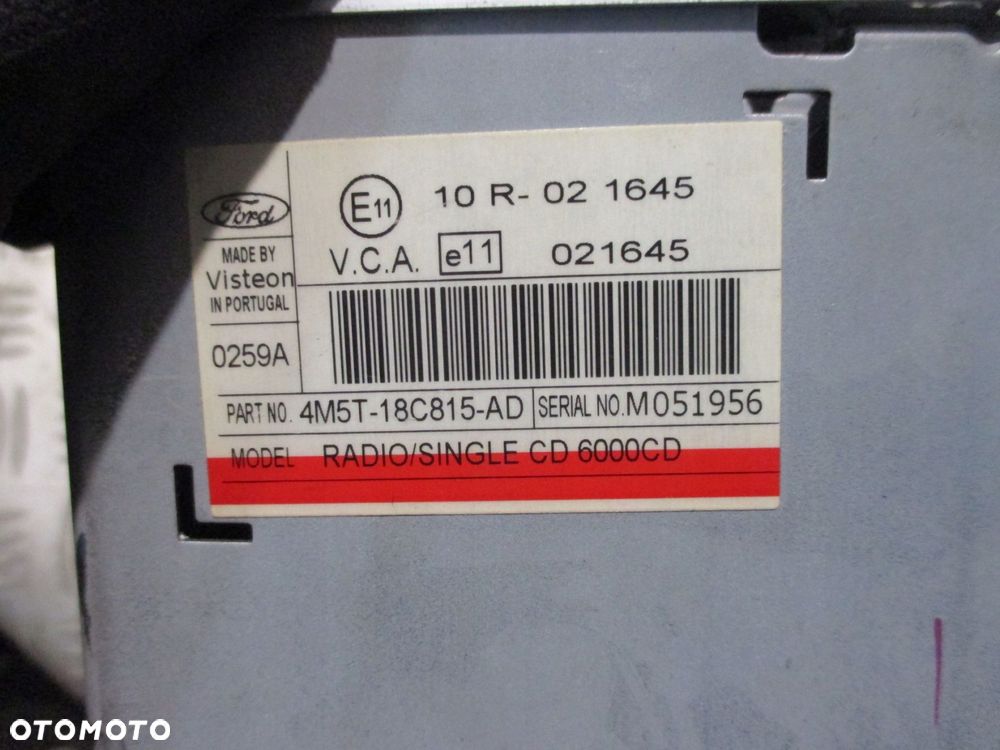 Ford
E11 10 R- 02 1645
MADE BY
Visteon
IN PORTUGAL
V.C.A. e11 021645
0259A
PART NO. 4M5T-18C815-AD SERIAL NO. M051956
MODEL RADIO/SINGLE CD 6000CD
OTOMOTO